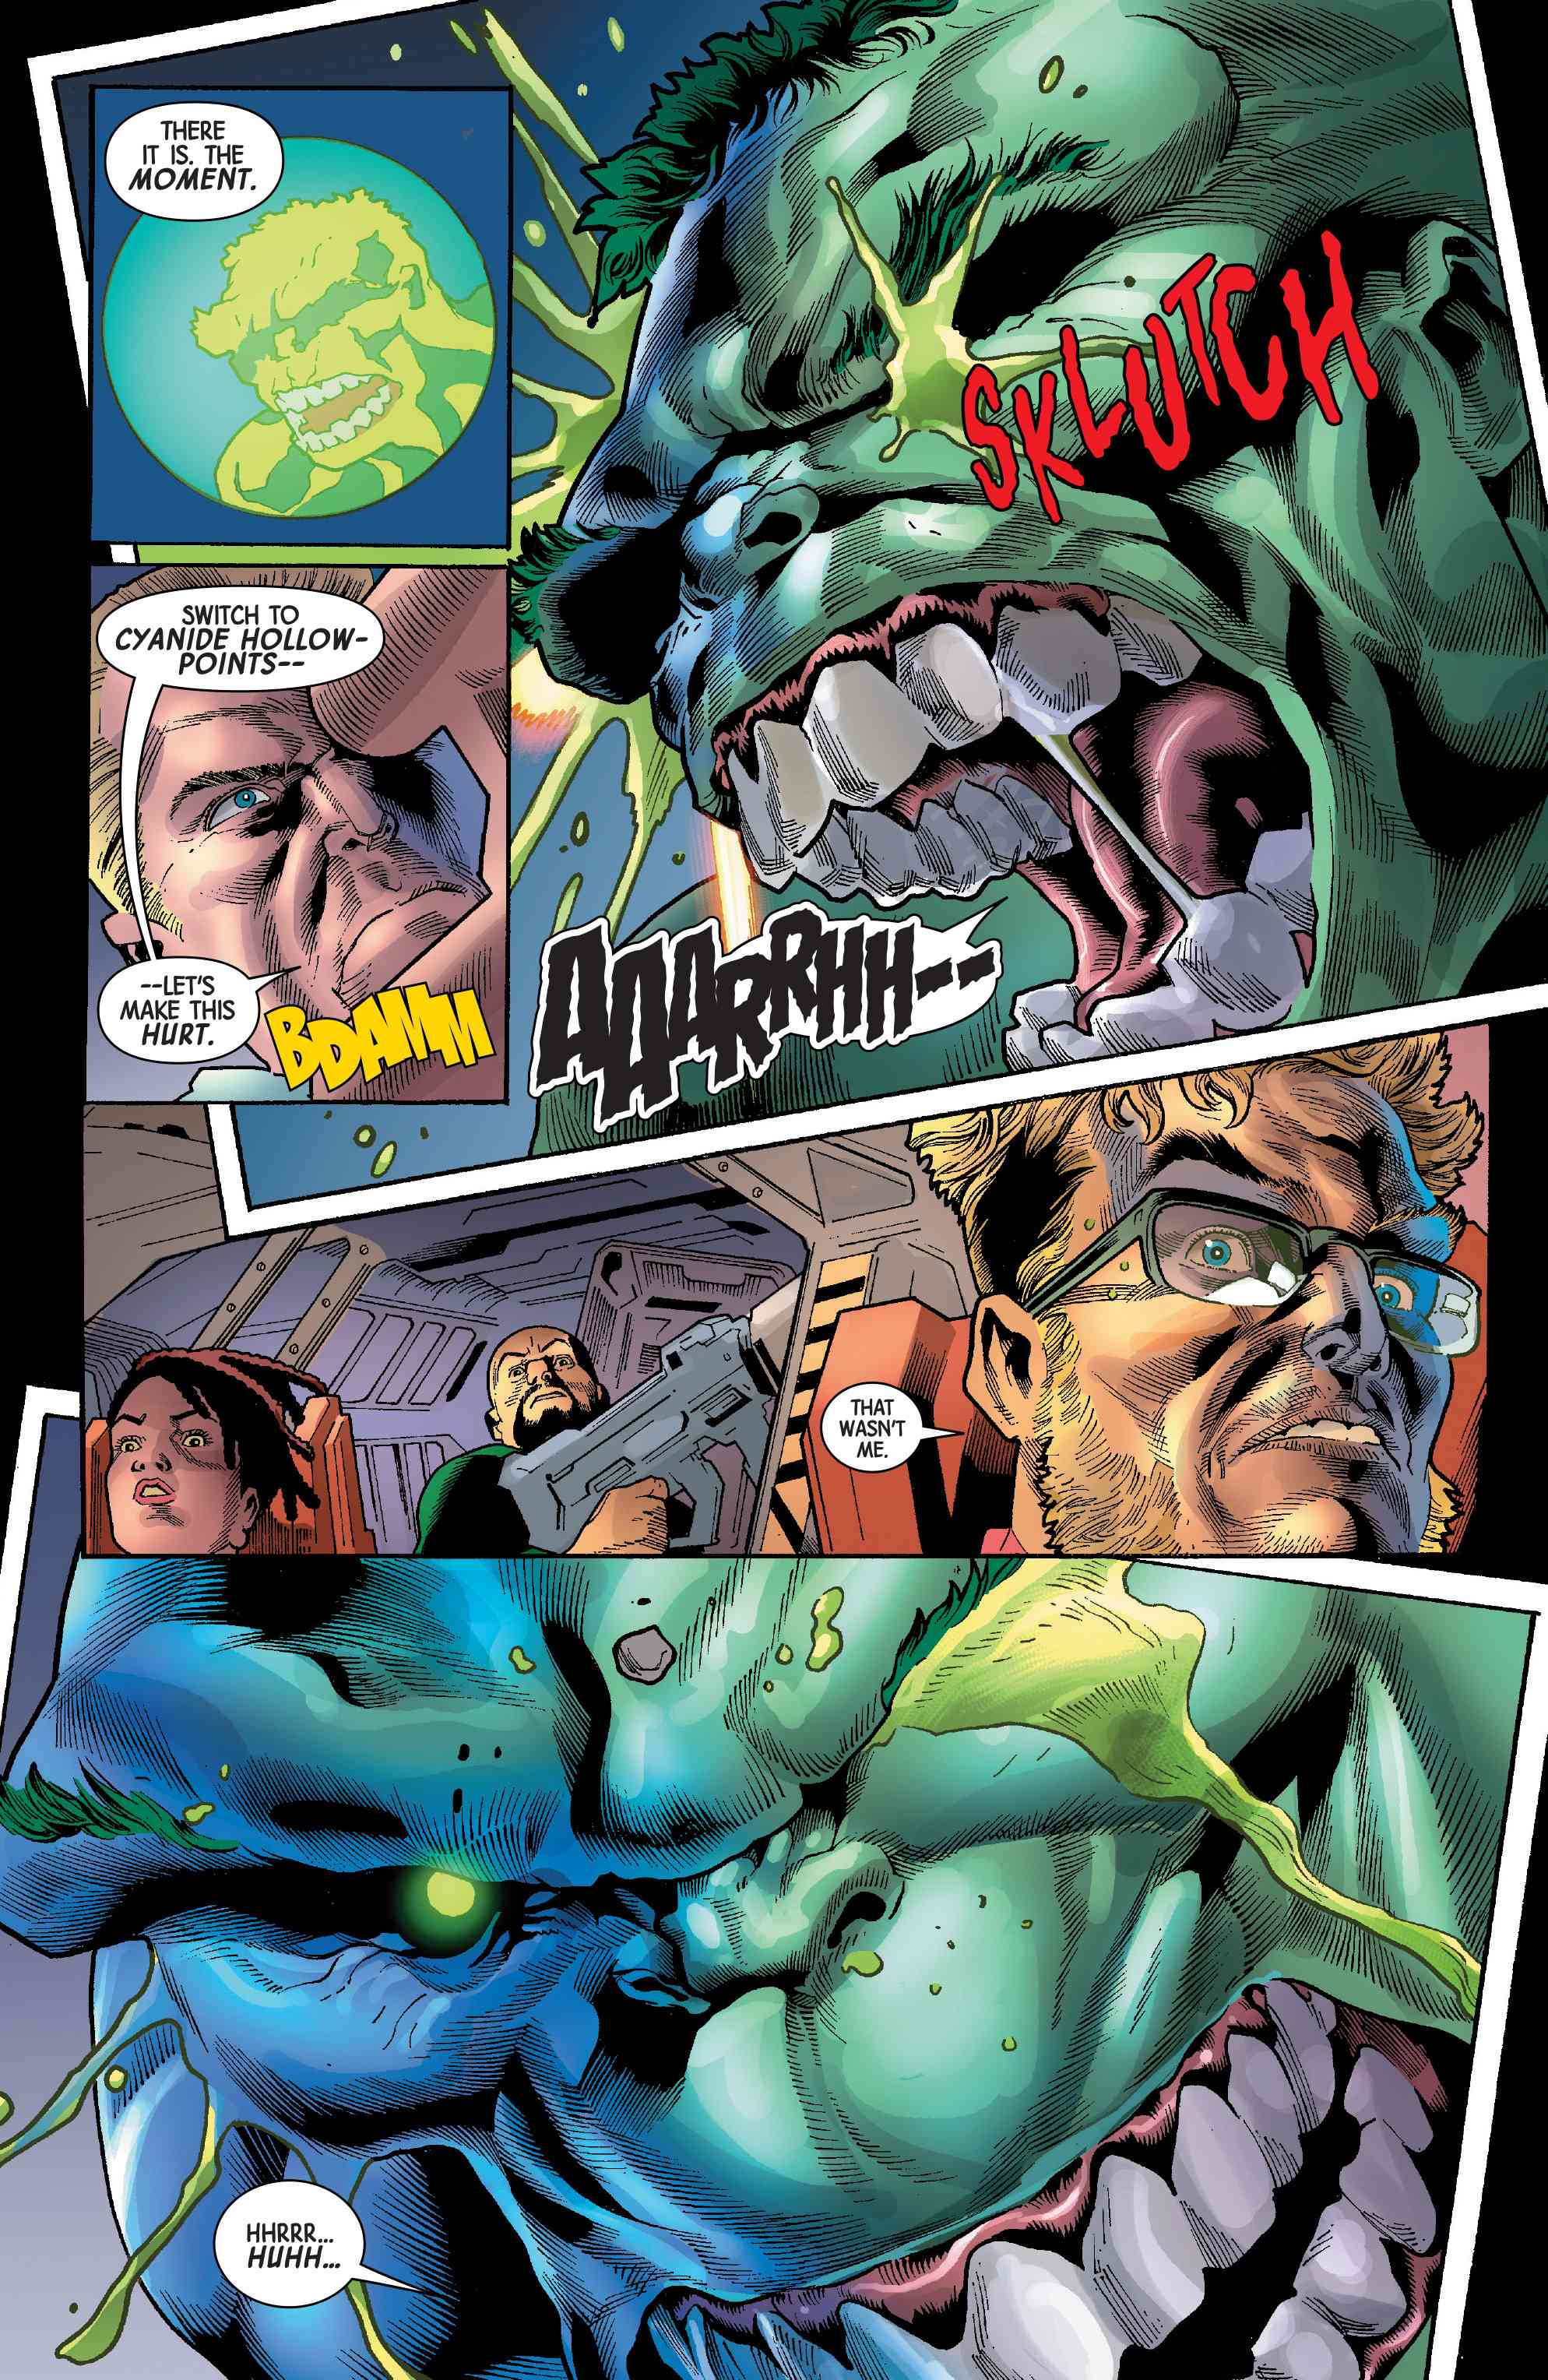 THERE
IT IS. THE
MOMENT.
SKLUTCH
SWITCH TO
CYANIDE HOLLOW-
POINTS--
--LET'S
MAKE THIS
HURT.
BDAMM
AAARRRHH--
THAT
WASN'T
ME.
HHRRR...
HUHH...